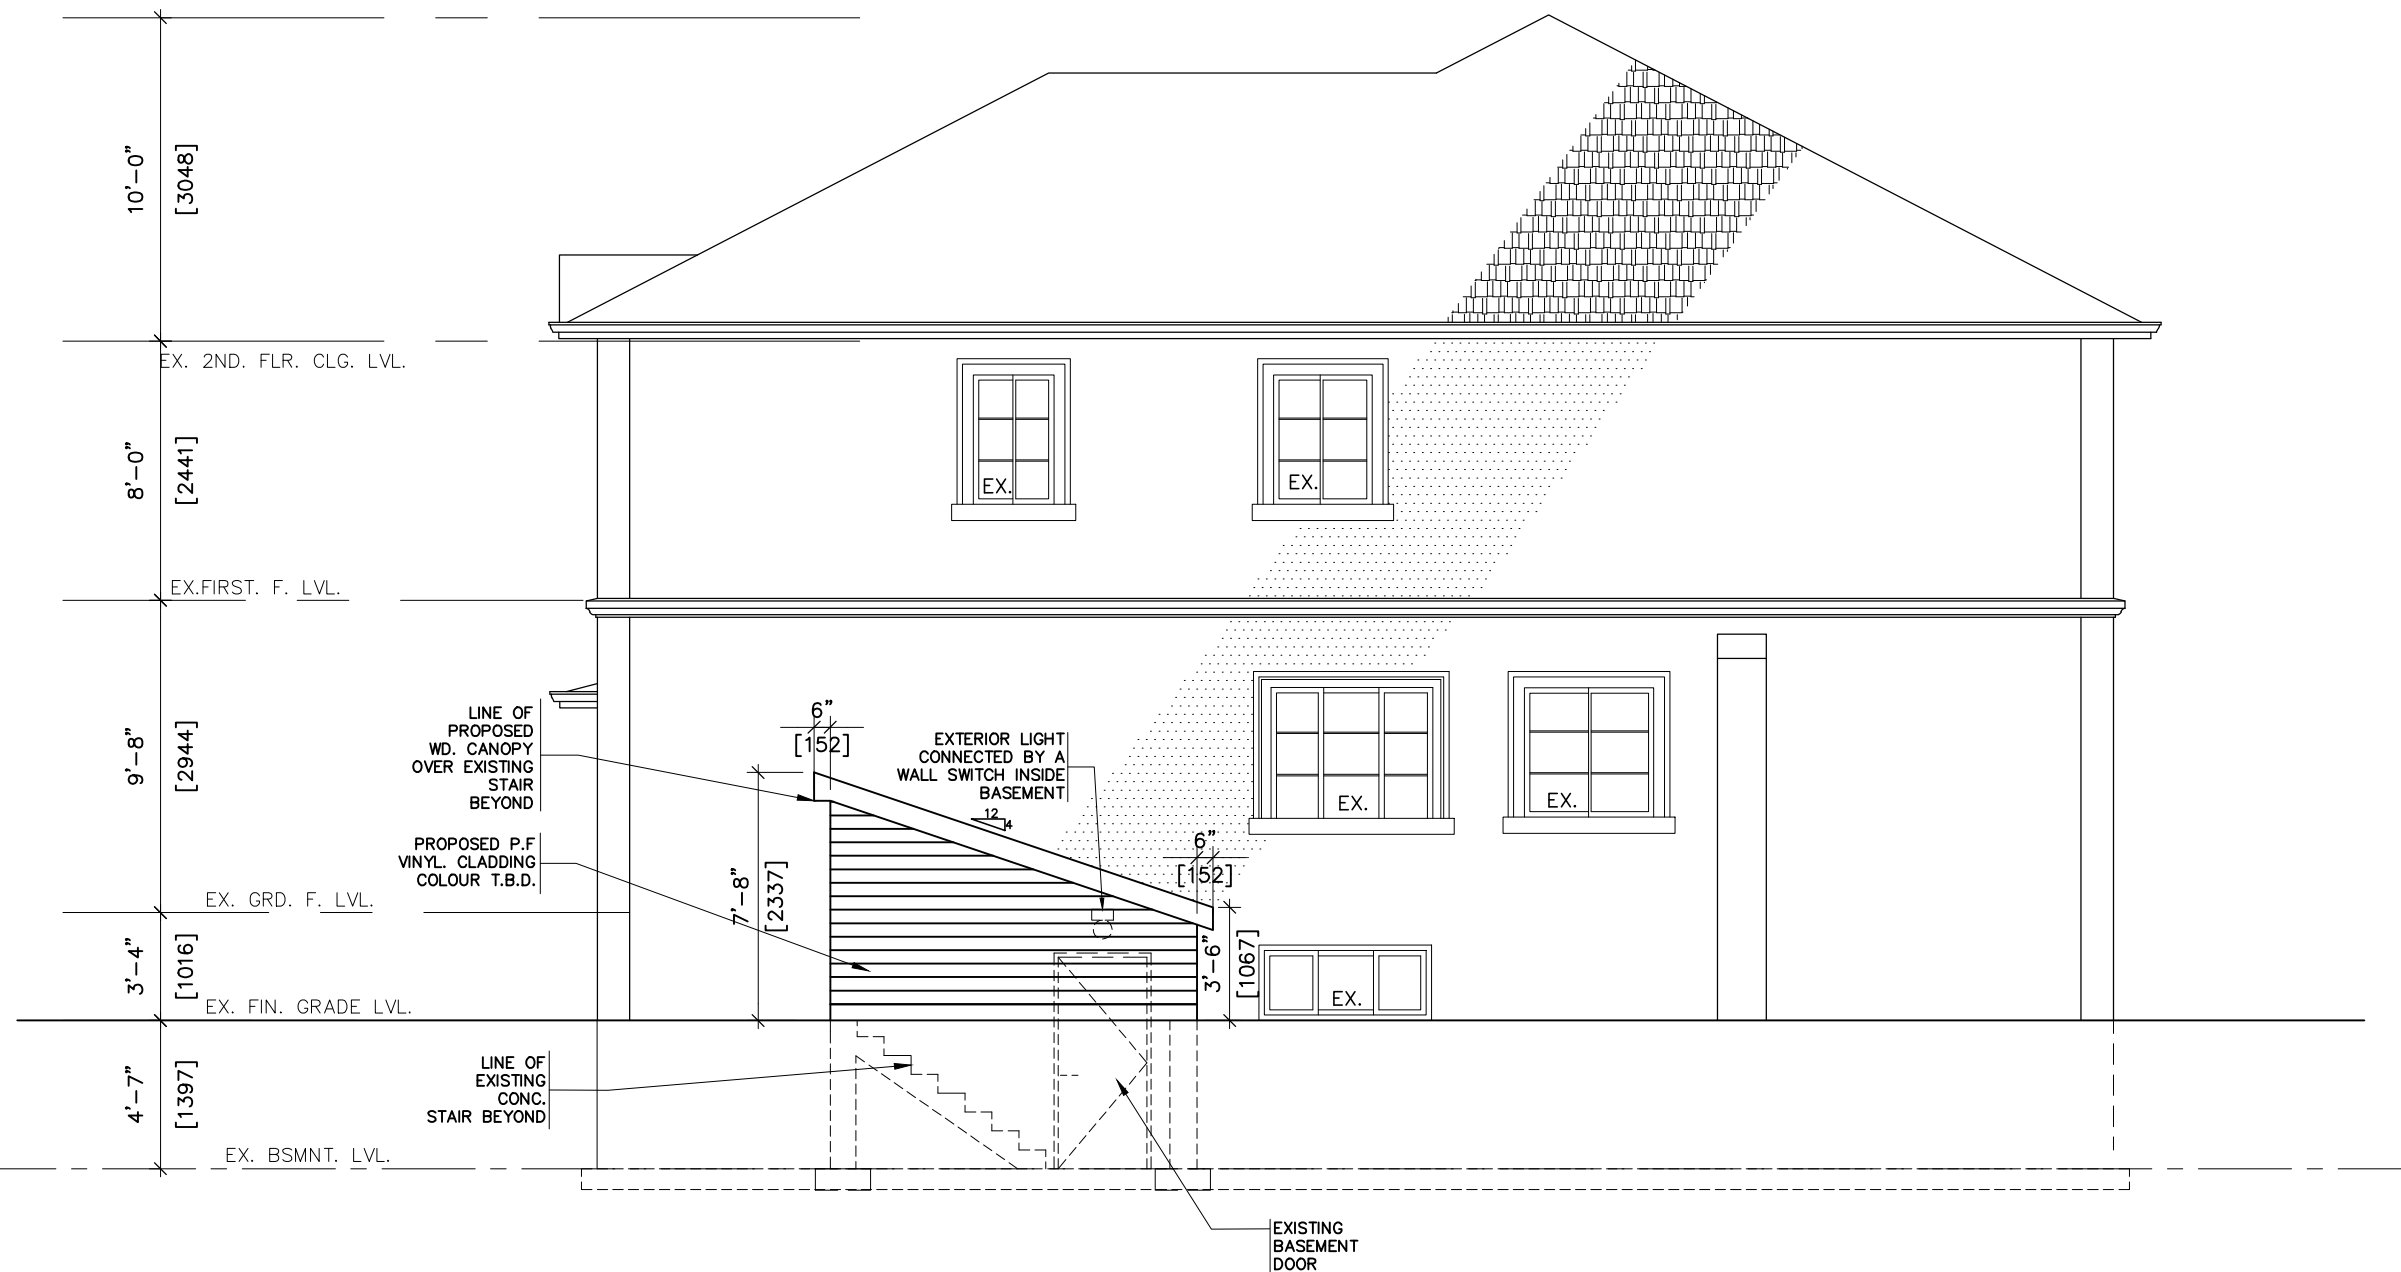 10'-0"
[3048]
EX. 2ND. FLR. CLG. LVL.
8'-0"
[2441]
EX.
EX.
EX.FIRST. F. LVL.
9'-8"
[2944]
LINE OF
PROPOSED
WD. CANOPY
OVER EXISTING
STAIR
BEYOND
6"
[152]
EXTERIOR LIGHT
CONNECTED BY A
WALL SWITCH INSIDE
BASEMENT
12
4
EX.
EX.
PROPOSED P.F
VINYL. CLADDING
COLOUR T.B.D.
7'-8"
[2337]
6"
[152]
EX. GRD. F. LVL.
3'-4"
[1016]
3'-6"
[1067]
EX.
EX. FIN. GRADE LVL.
4'-7"
[1397]
LINE OF
EXISTING
CONC.
STAIR BEYOND
EX. BSMNT. LVL.
EXISTING
BASEMENT
DOOR